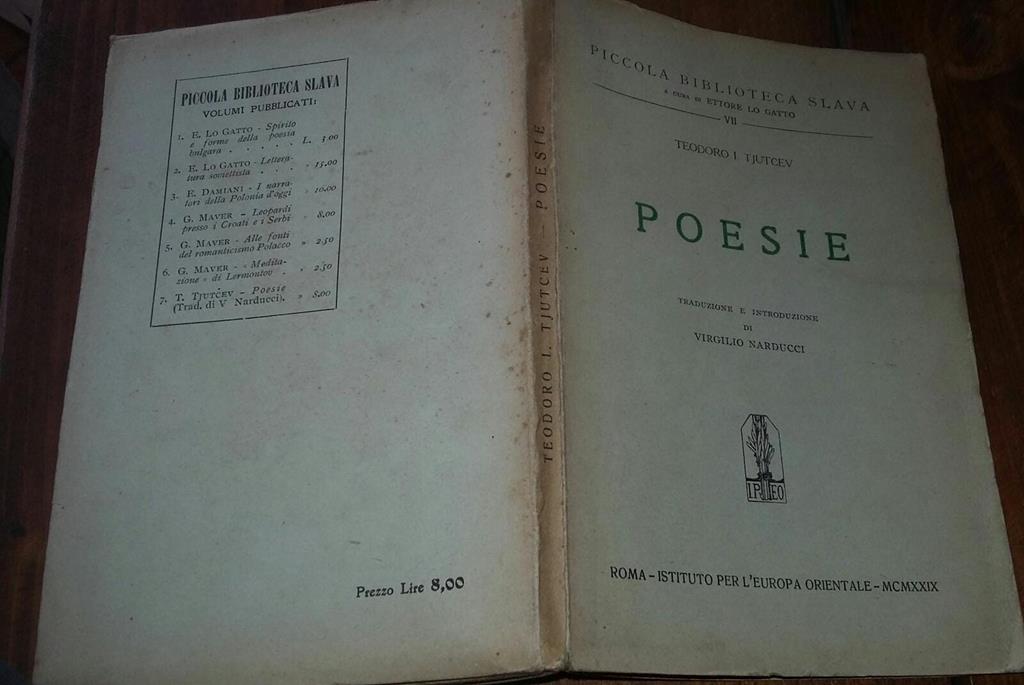 PICCOLA BIBLIOTECA SLAVA
VOLUMI PUBBLICATI:
1. E. LO GATTO - Spirito
e forme della poesia
bulgara . . . . . . L. 3.00
2. E. LO GATTO - Lettera-
tura soviettista . . . » 15.00
3. E. DAMIANI - I narra-
tori della Polonia d'oggi » 10.00
4. G. MAVER - Leopardi
presso i Croati e i Serbi » 8.00
5. G. MAVER - Alle fonti
del romanticismo Polacco » 2.50
6. G. MAVER - « Medita-
zione » di Lermontov . » 2.50
7. T. TJUTCEV - Poesie
(Trad. di V Narducci). » 8.00
Prezzo Lire 8,00
TEODORO I. TJUTCEV - POESIE
PICCOLA BIBLIOTECA SLAVA
A CURA DI ETTORE LO GATTO
VII
TEODORO I. TJUTCEV
POESIE
TRADUZIONE E INTRODUZIONE
DI
VIRGILIO NARDUCCI
I.P. EO
ROMA - ISTITUTO PER L'EUROPA ORIENTALE - MCMXXIX